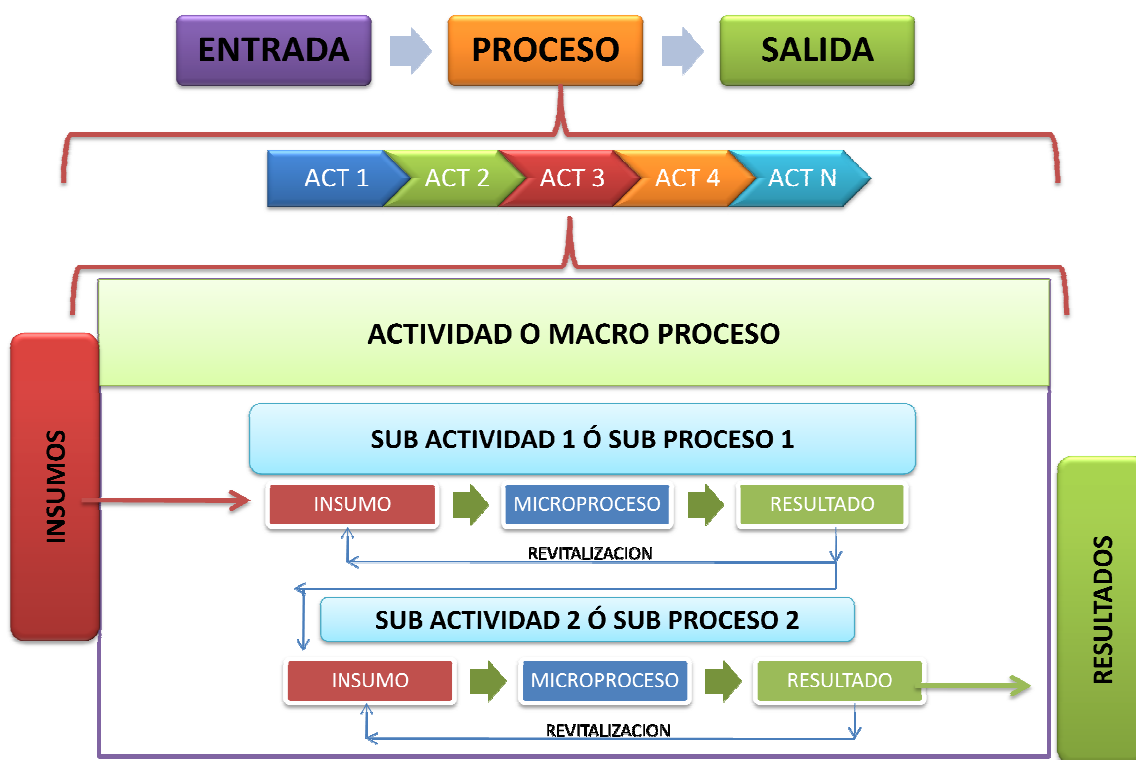 ENTRADA
PROCESO
SALIDA
ACT 1
ACT 2
ACT 3
ACT 4
ACT N
ACTIVIDAD O MACRO PROCESO
INSUMOS
SUB ACTIVIDAD 1 Ó SUB PROCESO 1
INSUMO
MICROPROCESO
RESULTADO
REVITALIZACION
SUB ACTIVIDAD 2 Ó SUB PROCESO 2
INSUMO
MICROPROCESO
RESULTADO
REVITALIZACION
RESULTADOS